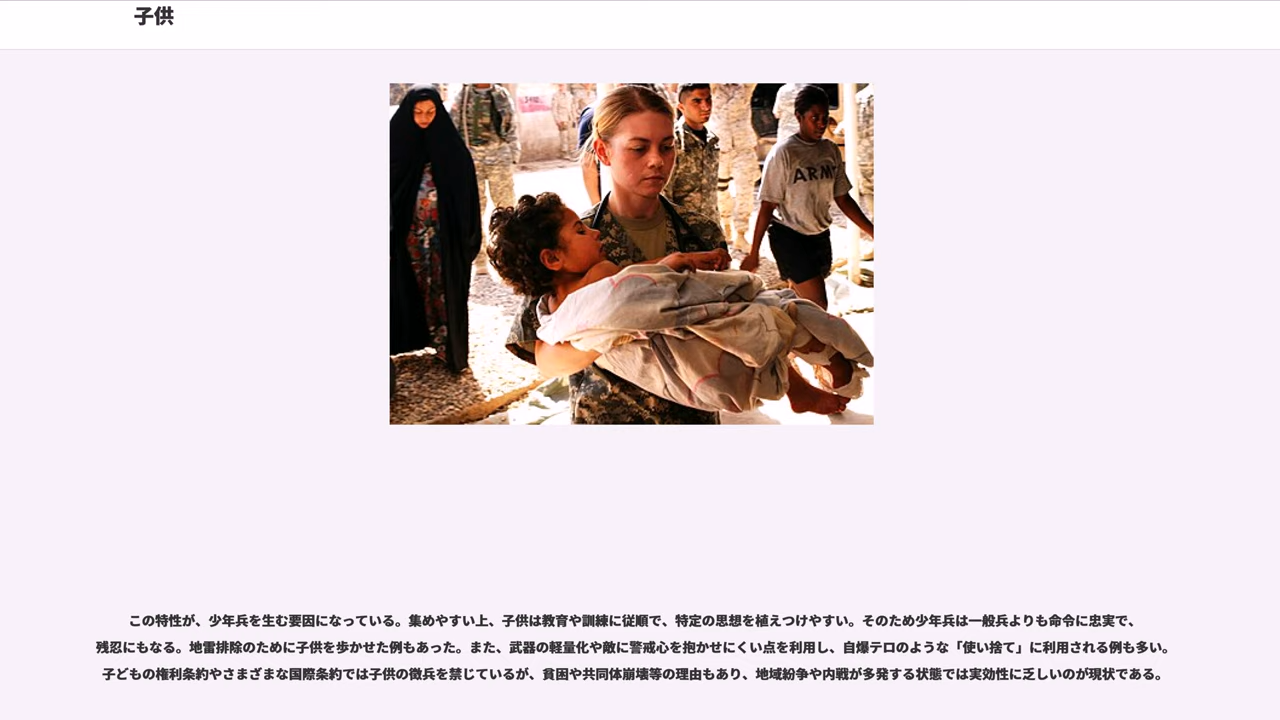 子供
ARMY
この特性が、少年兵を生む要因になっている。集めやすい上、子供は教育や訓練に従順で、特定の思想を植えつけやすい。そのため少年兵は一般兵よりも命令に忠実で、
残忍にもなる。地雷排除のために子供を歩かせた例もあった。また、武器の軽量化や敵に警戒心を抱かせにくい点を利用し、自爆テロのような「使い捨て」に利用される例も多い。
子どもの権利条約やさまざまな国際条約では子供の徴兵を禁じているが、貧困や共同体崩壊等の理由もあり、地域紛争や内戦が多発する状態では実効性に乏しいのが現状である。